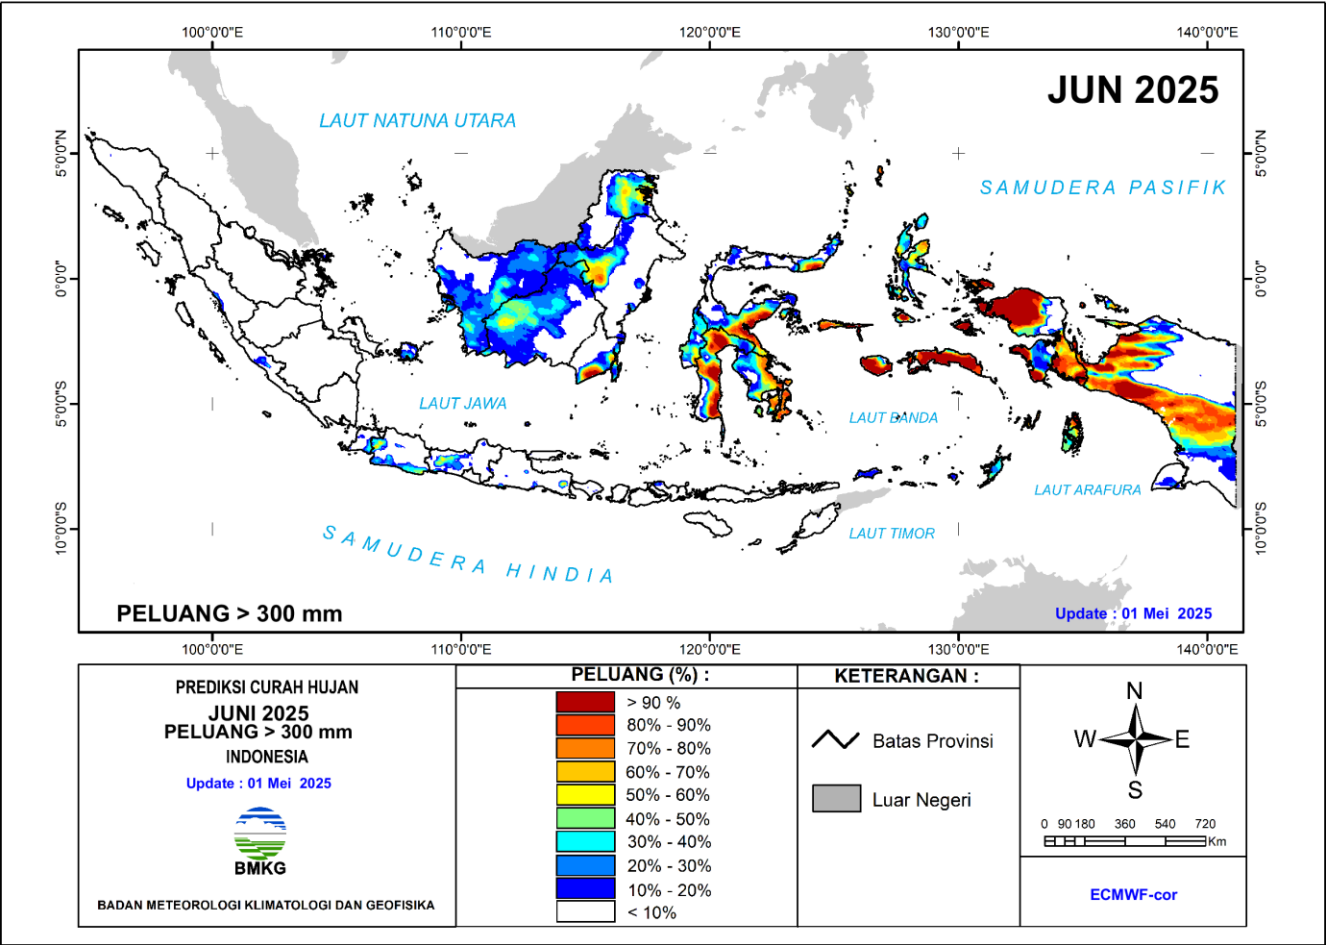 100°0'0"E 110°0'0"E 120°0'0"E 130°0'0"E 140°0'0"E
JUN 2025
LAUT NATUNA UTARA
5°0'0"N 5°0'0"N
SAMUDERA PASIFIK
0°0'0" 0°0'0"
LAUT JAWA
LAUT BANDA
5°0'0"S 5°0'0"S
LAUT ARAFURA
LAUT TIMOR
10°0'0"S 10°0'0"S
SAMUDERA HINDIA
PELUANG > 300 mm
Update : 01 Mei 2025
100°0'0"E 110°0'0"E 120°0'0"E 130°0'0"E 140°0'0"E
PREDIKSI CURAH HUJAN
JUNI 2025
PELUANG > 300 mm
INDONESIA
Update : 01 Mei 2025
BMKG
BADAN METEOROLOGI KLIMATOLOGI DAN GEOFISIKA
PELUANG (%) :
> 90 %
80% - 90%
70% - 80%
60% - 70%
50% - 60%
40% - 50%
30% - 40%
20% - 30%
10% - 20%
< 10%
KETERANGAN :
Batas Provinsi
Luar Negeri
N
W E
S
0 90 180 360 540 720
Km
ECMWF-cor